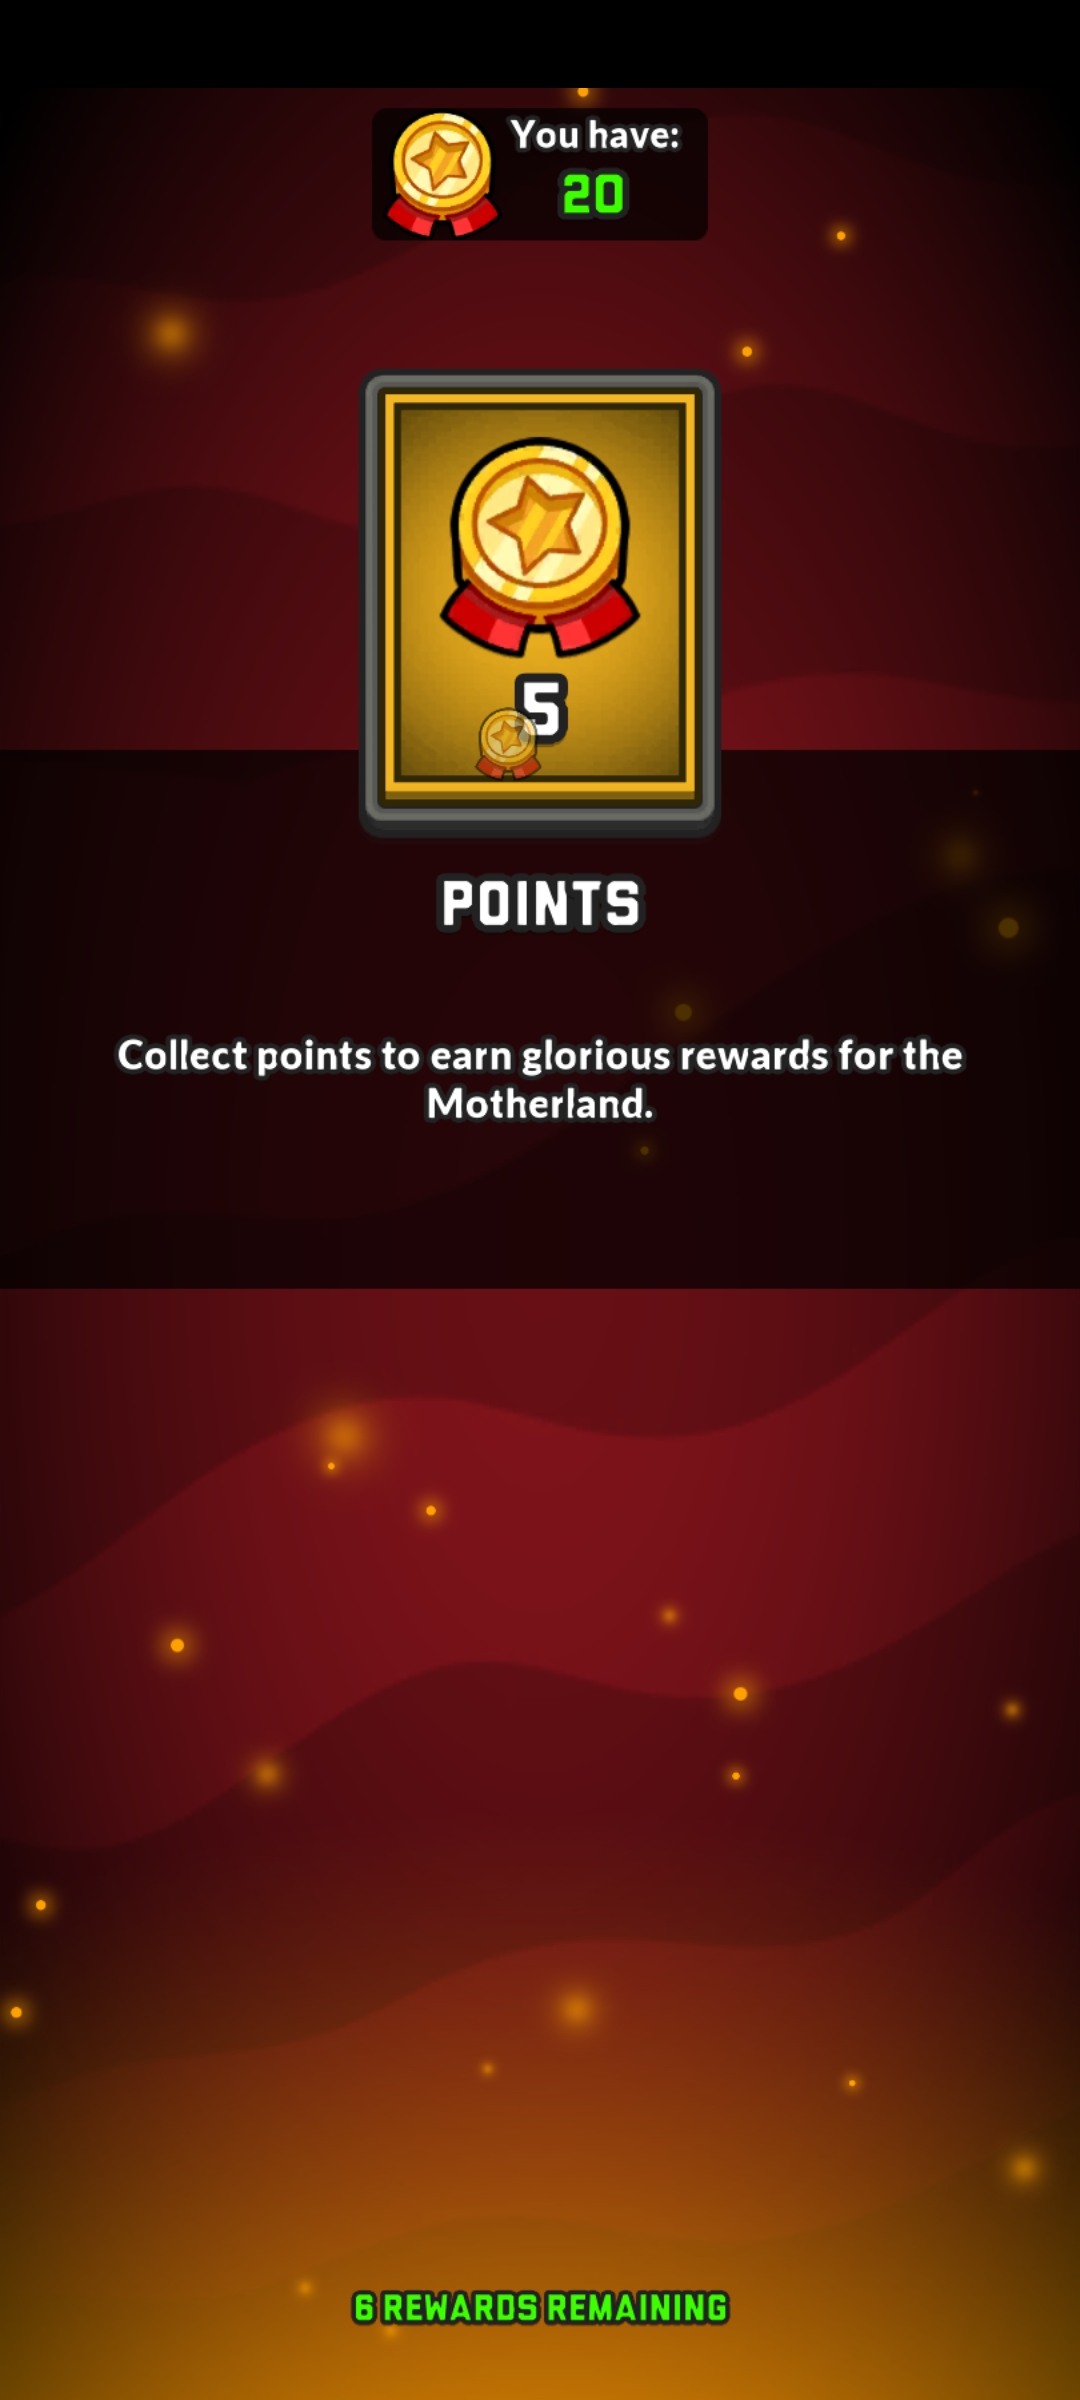 You have:
20
5
POINTS
Collect points to earn glorious rewards for the
Motherland.
6 REWARDS REMAINING